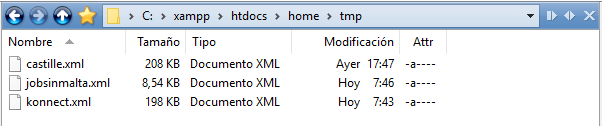 C: xampp htdocs home tmp
Nombre Tamaño Tipo Modificación Attr
castille.xml 208 KB Documento XML Ayer 17:47 -a----
jobsinmalta.xml 8,54 KB Documento XML Hoy 7:46 -a----
konnect.xml 198 KB Documento XML Hoy 7:43 -a----